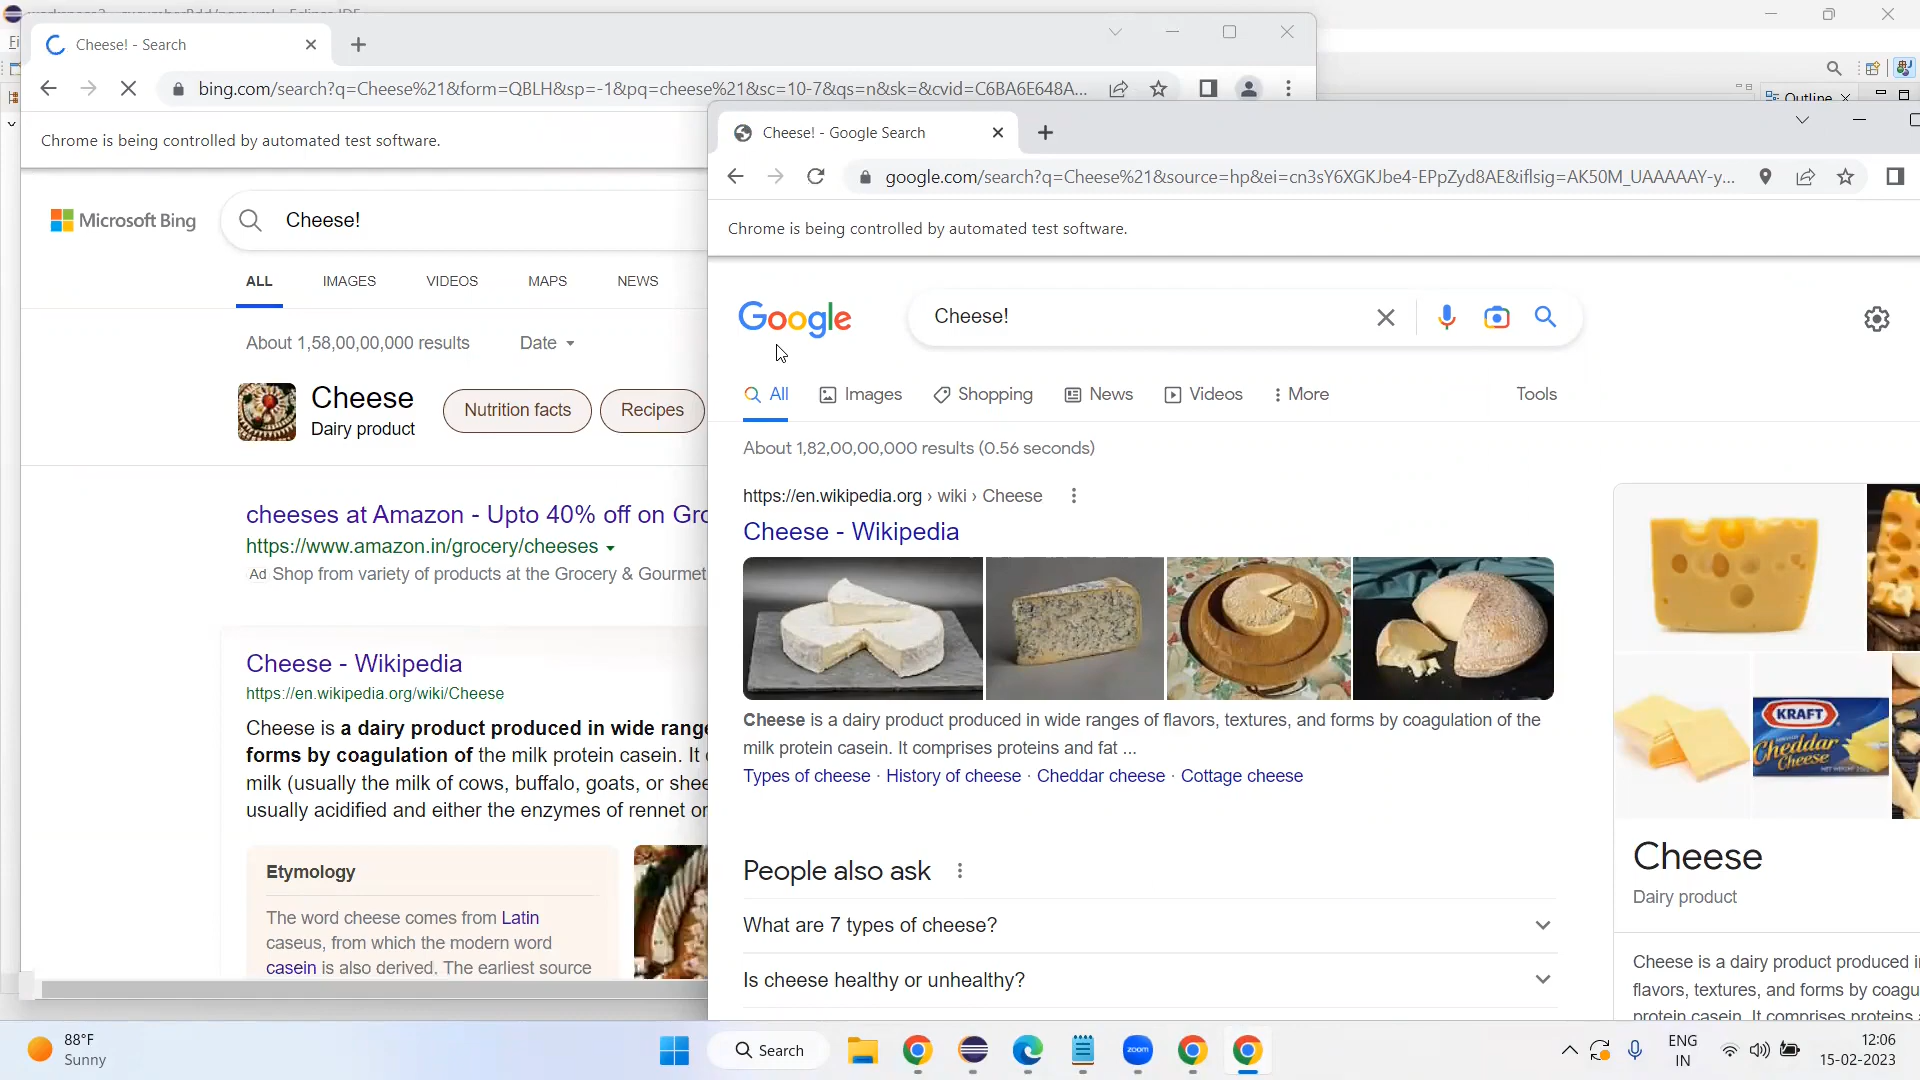 Cheese! - Search
bing.com/search?q=Cheese%21&form=QBLH&sp=-1&pq=cheese%21&sc=10-7&qs=n&sk=&cvid=C6BA6E648A...
Chrome is being controlled by automated test software.
Microsoft Bing
Cheese!
ALL IMAGES VIDEOS MAPS NEWS
About 1,58,00,00,000 results Date
Cheese
Dairy product
Nutrition facts
Recipes
cheeses at Amazon - Upto 40% off on Gro
https://www.amazon.in/grocery/cheeses
Ad Shop from variety of products at the Grocery & Gourmet
Cheese - Wikipedia
https://en.wikipedia.org/wiki/Cheese
Cheese is a dairy product produced in wide range
forms by coagulation of the milk protein casein. It
milk (usually the milk of cows, buffalo, goats, or shee
usually acidified and either the enzymes of rennet or
Etymology
The word cheese comes from Latin
caseus, from which the modern word
casein is also derived. The earliest source
Outline
Cheese! - Google Search
google.com/search?q=Cheese%21&source=hp&ei=cn3sY6XGKJbe4-EPpZyd8AE&iflsig=AK50M_UAAAAAY-y...
Chrome is being controlled by automated test software.
Google
Cheese!
All Images Shopping News Videos More Tools
About 1,82,00,00,000 results (0.56 seconds)
https://en.wikipedia.org › wiki › Cheese
Cheese - Wikipedia
Cheese is a dairy product produced in wide ranges of flavors, textures, and forms by coagulation of the
milk protein casein. It comprises proteins and fat ...
Types of cheese · History of cheese · Cheddar cheese · Cottage cheese
People also ask
What are 7 types of cheese?
Is cheese healthy or unhealthy?
KRAFT
Cheddar
Cheese
Cheese
Dairy product
Cheese is a dairy product produced i
flavors, textures, and forms by coagu
protein casein. It comprises proteins
88°F
Sunny
Search
zoom
ENG
IN
12:06
15-02-2023